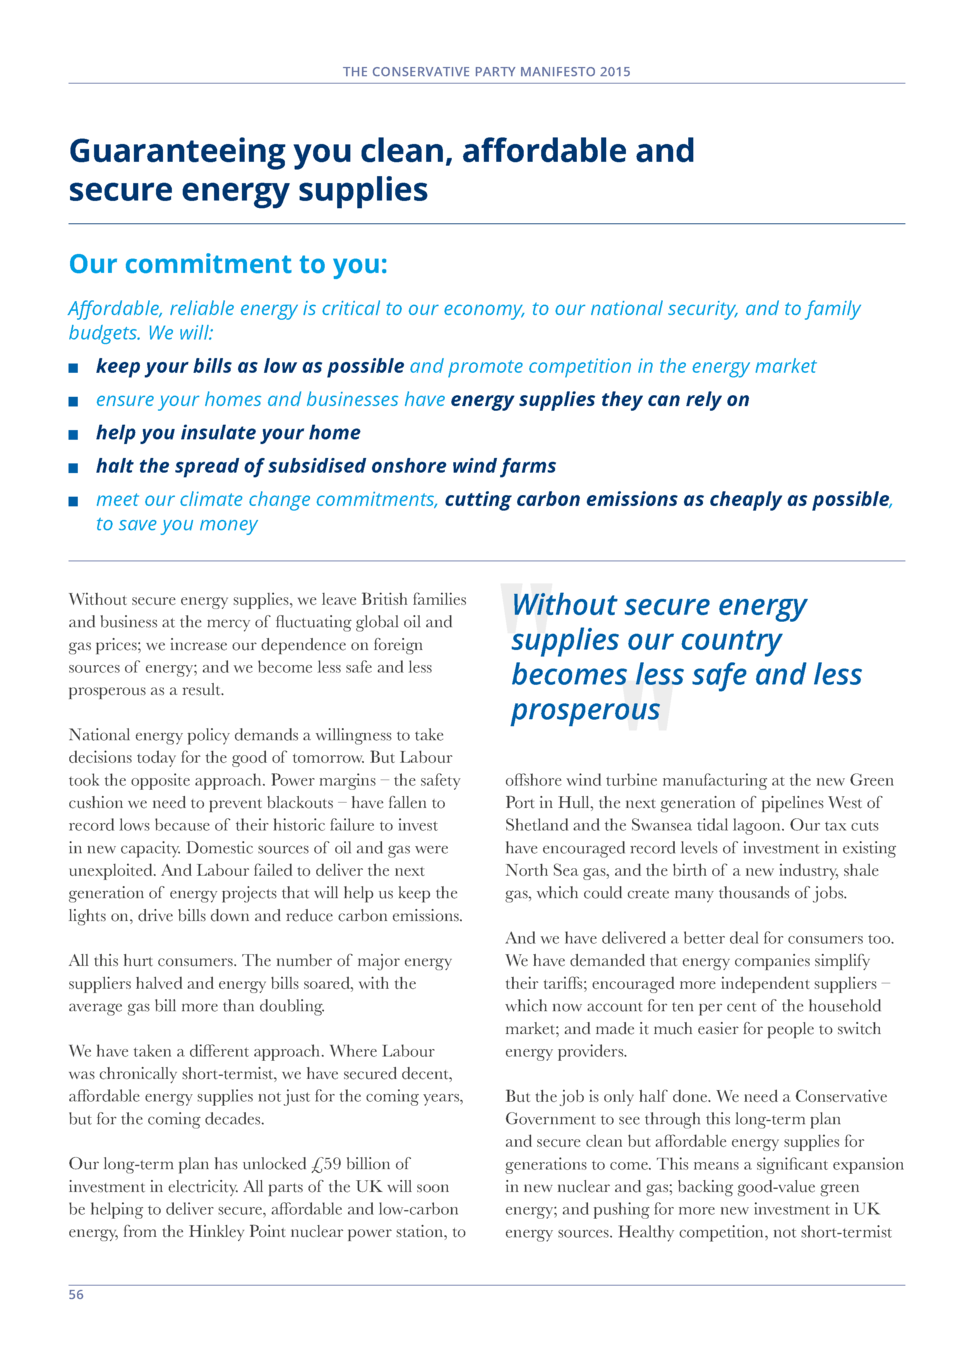 THE CONSERVATIVE PARTY MANIFESTO 2015
Guaranteeing you clean, affordable and
secure energy supplies
Our commitment to you:
Affordable, reliable energy is critical to our economy, to our national security, and to family
budgets. We will:
■ keep your bills as low as possible and promote competition in the energy market
■ ensure your homes and businesses have energy supplies they can rely on
■ help you insulate your home
■ halt the spread of subsidised onshore wind farms
■ meet our climate change commitments, cutting carbon emissions as cheaply as possible,
to save you money
Without secure energy supplies, we leave British families
and business at the mercy of fluctuating global oil and
gas prices; we increase our dependence on foreign
sources of energy; and we become less safe and less
prosperous as a result.
National energy policy demands a willingness to take
decisions today for the good of tomorrow. But Labour
took the opposite approach. Power margins – the safety
cushion we need to prevent blackouts – have fallen to
record lows because of their historic failure to invest
in new capacity. Domestic sources of oil and gas were
unexploited. And Labour failed to deliver the next
generation of energy projects that will help us keep the
lights on, drive bills down and reduce carbon emissions.
All this hurt consumers. The number of major energy
suppliers halved and energy bills soared, with the
average gas bill more than doubling.
We have taken a different approach. Where Labour
was chronically short-termist, we have secured decent,
affordable energy supplies not just for the coming years,
but for the coming decades.
Our long-term plan has unlocked £59 billion of
investment in electricity. All parts of the UK will soon
be helping to deliver secure, affordable and low-carbon
energy, from the Hinkley Point nuclear power station, to
"Without secure energy
supplies our country
becomes less safe and less
prosperous"
offshore wind turbine manufacturing at the new Green
Port in Hull, the next generation of pipelines West of
Shetland and the Swansea tidal lagoon. Our tax cuts
have encouraged record levels of investment in existing
North Sea gas, and the birth of a new industry, shale
gas, which could create many thousands of jobs.
And we have delivered a better deal for consumers too.
We have demanded that energy companies simplify
their tariffs; encouraged more independent suppliers –
which now account for ten per cent of the household
market; and made it much easier for people to switch
energy providers.
But the job is only half done. We need a Conservative
Government to see through this long-term plan
and secure clean but affordable energy supplies for
generations to come. This means a significant expansion
in new nuclear and gas; backing good-value green
energy; and pushing for more new investment in UK
energy sources. Healthy competition, not short-termist
56